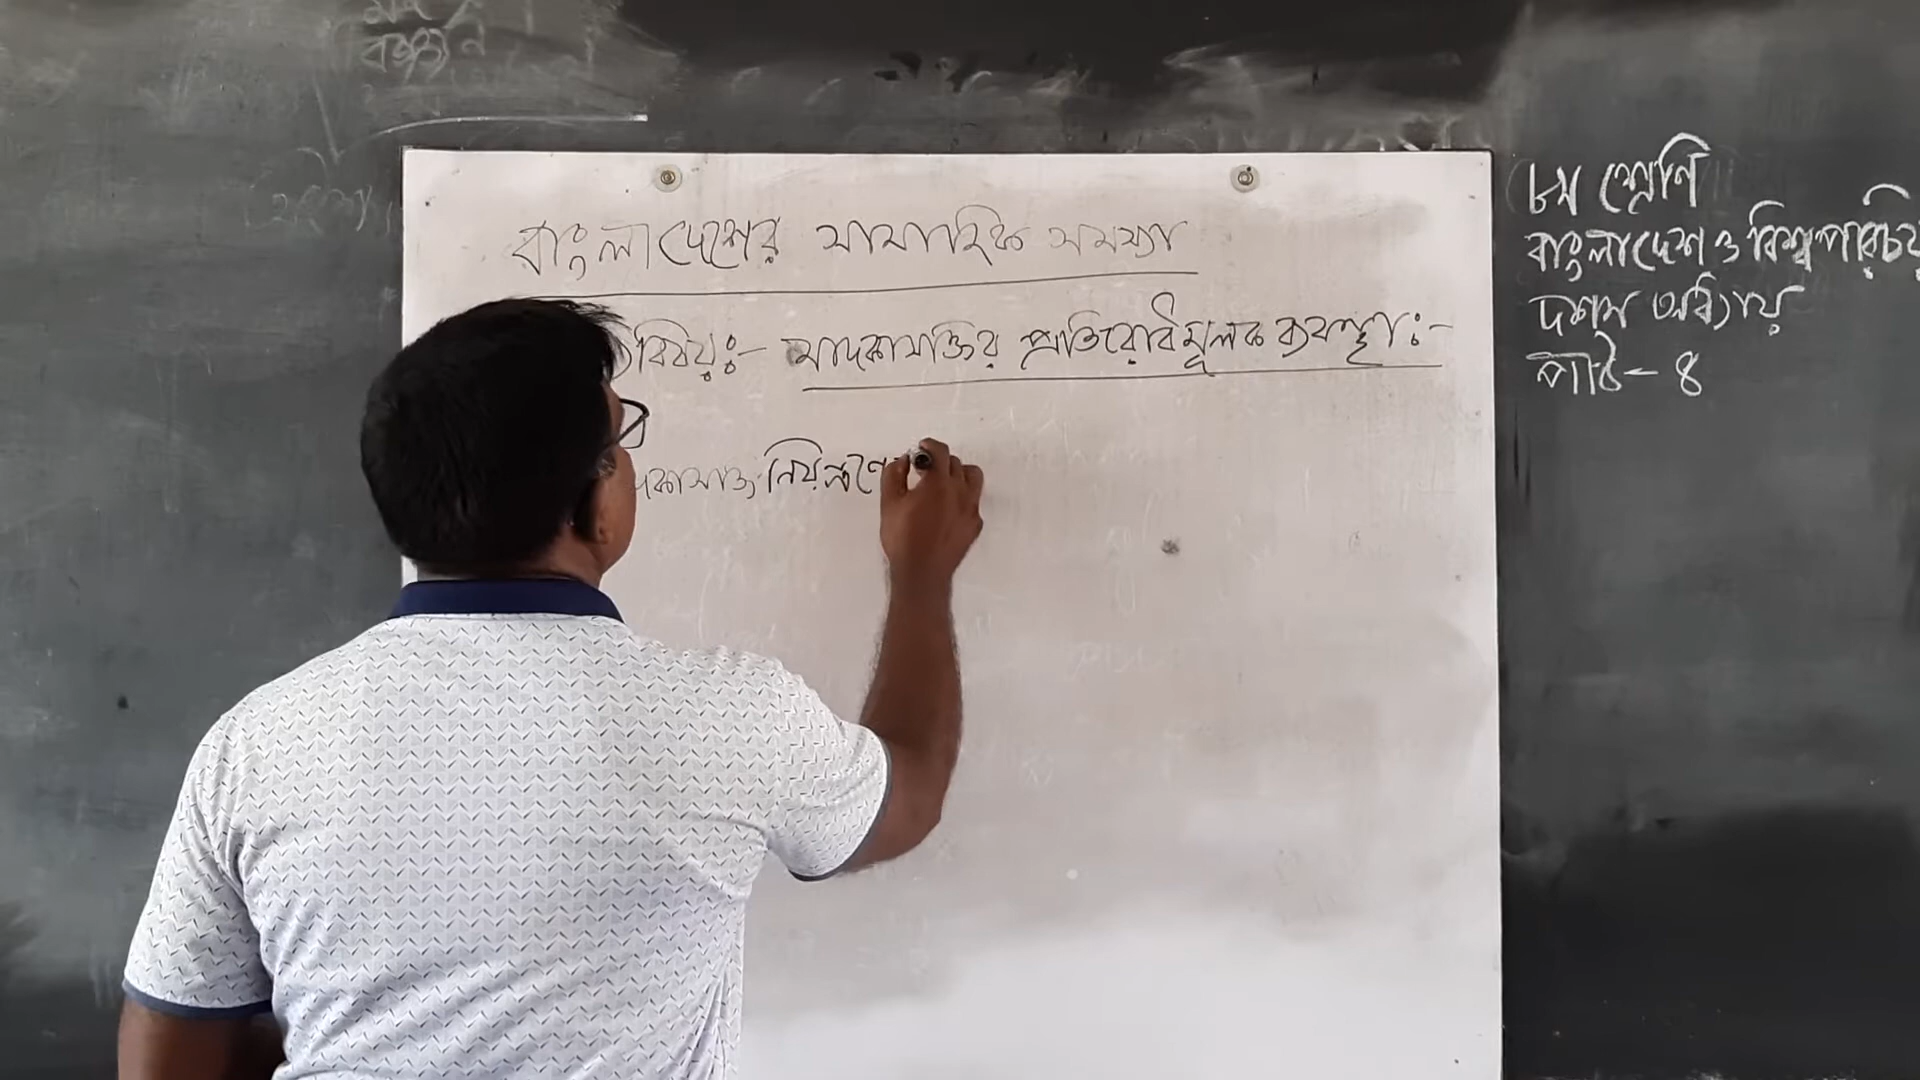 বাংলাদেশের সামাজিক সমস্যা
বিষয়ঃ- মাদকাসক্তির প্রতিরোধমূলক ব্যবস্থাঃ-
নিয়ন্ত্রণে
৮ম শ্রেণি
বাংলাদেশ ও বিশ্বপরিচয়
দশম অধ্যায়
পাঠ- ৪